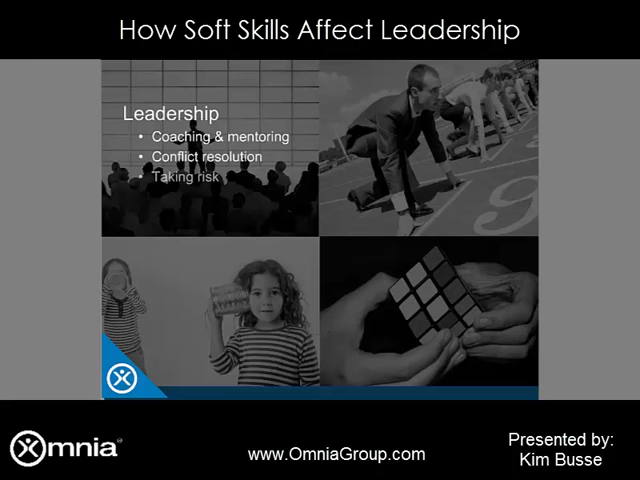 How Soft Skills Affect Leadership
Leadership
• Coaching & mentoring
• Conflict resolution
• Taking risk
9
Omnia®
www.OmniaGroup.com
Presented by:
Kim Busse